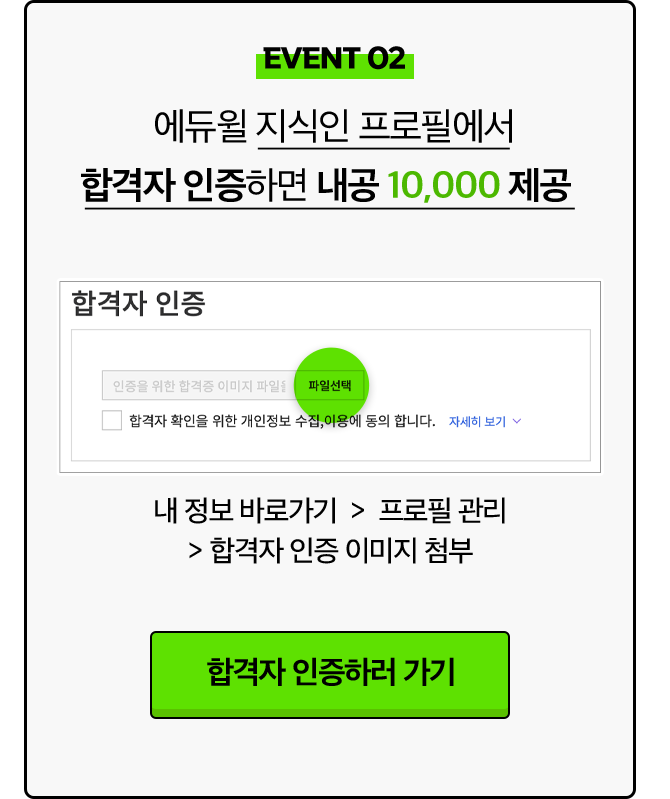 EVENT 02
에듀윌 지식인 프로필에서
합격자 인증하면 내공 10,000 제공
합격자 인증
인증을 위한 합격증 이미지 파일을
파일선택
합격자 확인을 위한 개인정보 수집,이용에 동의 합니다. 자세히 보기
내 정보 바로가기 > 프로필 관리
> 합격자 인증 이미지 첨부
합격자 인증하러 가기